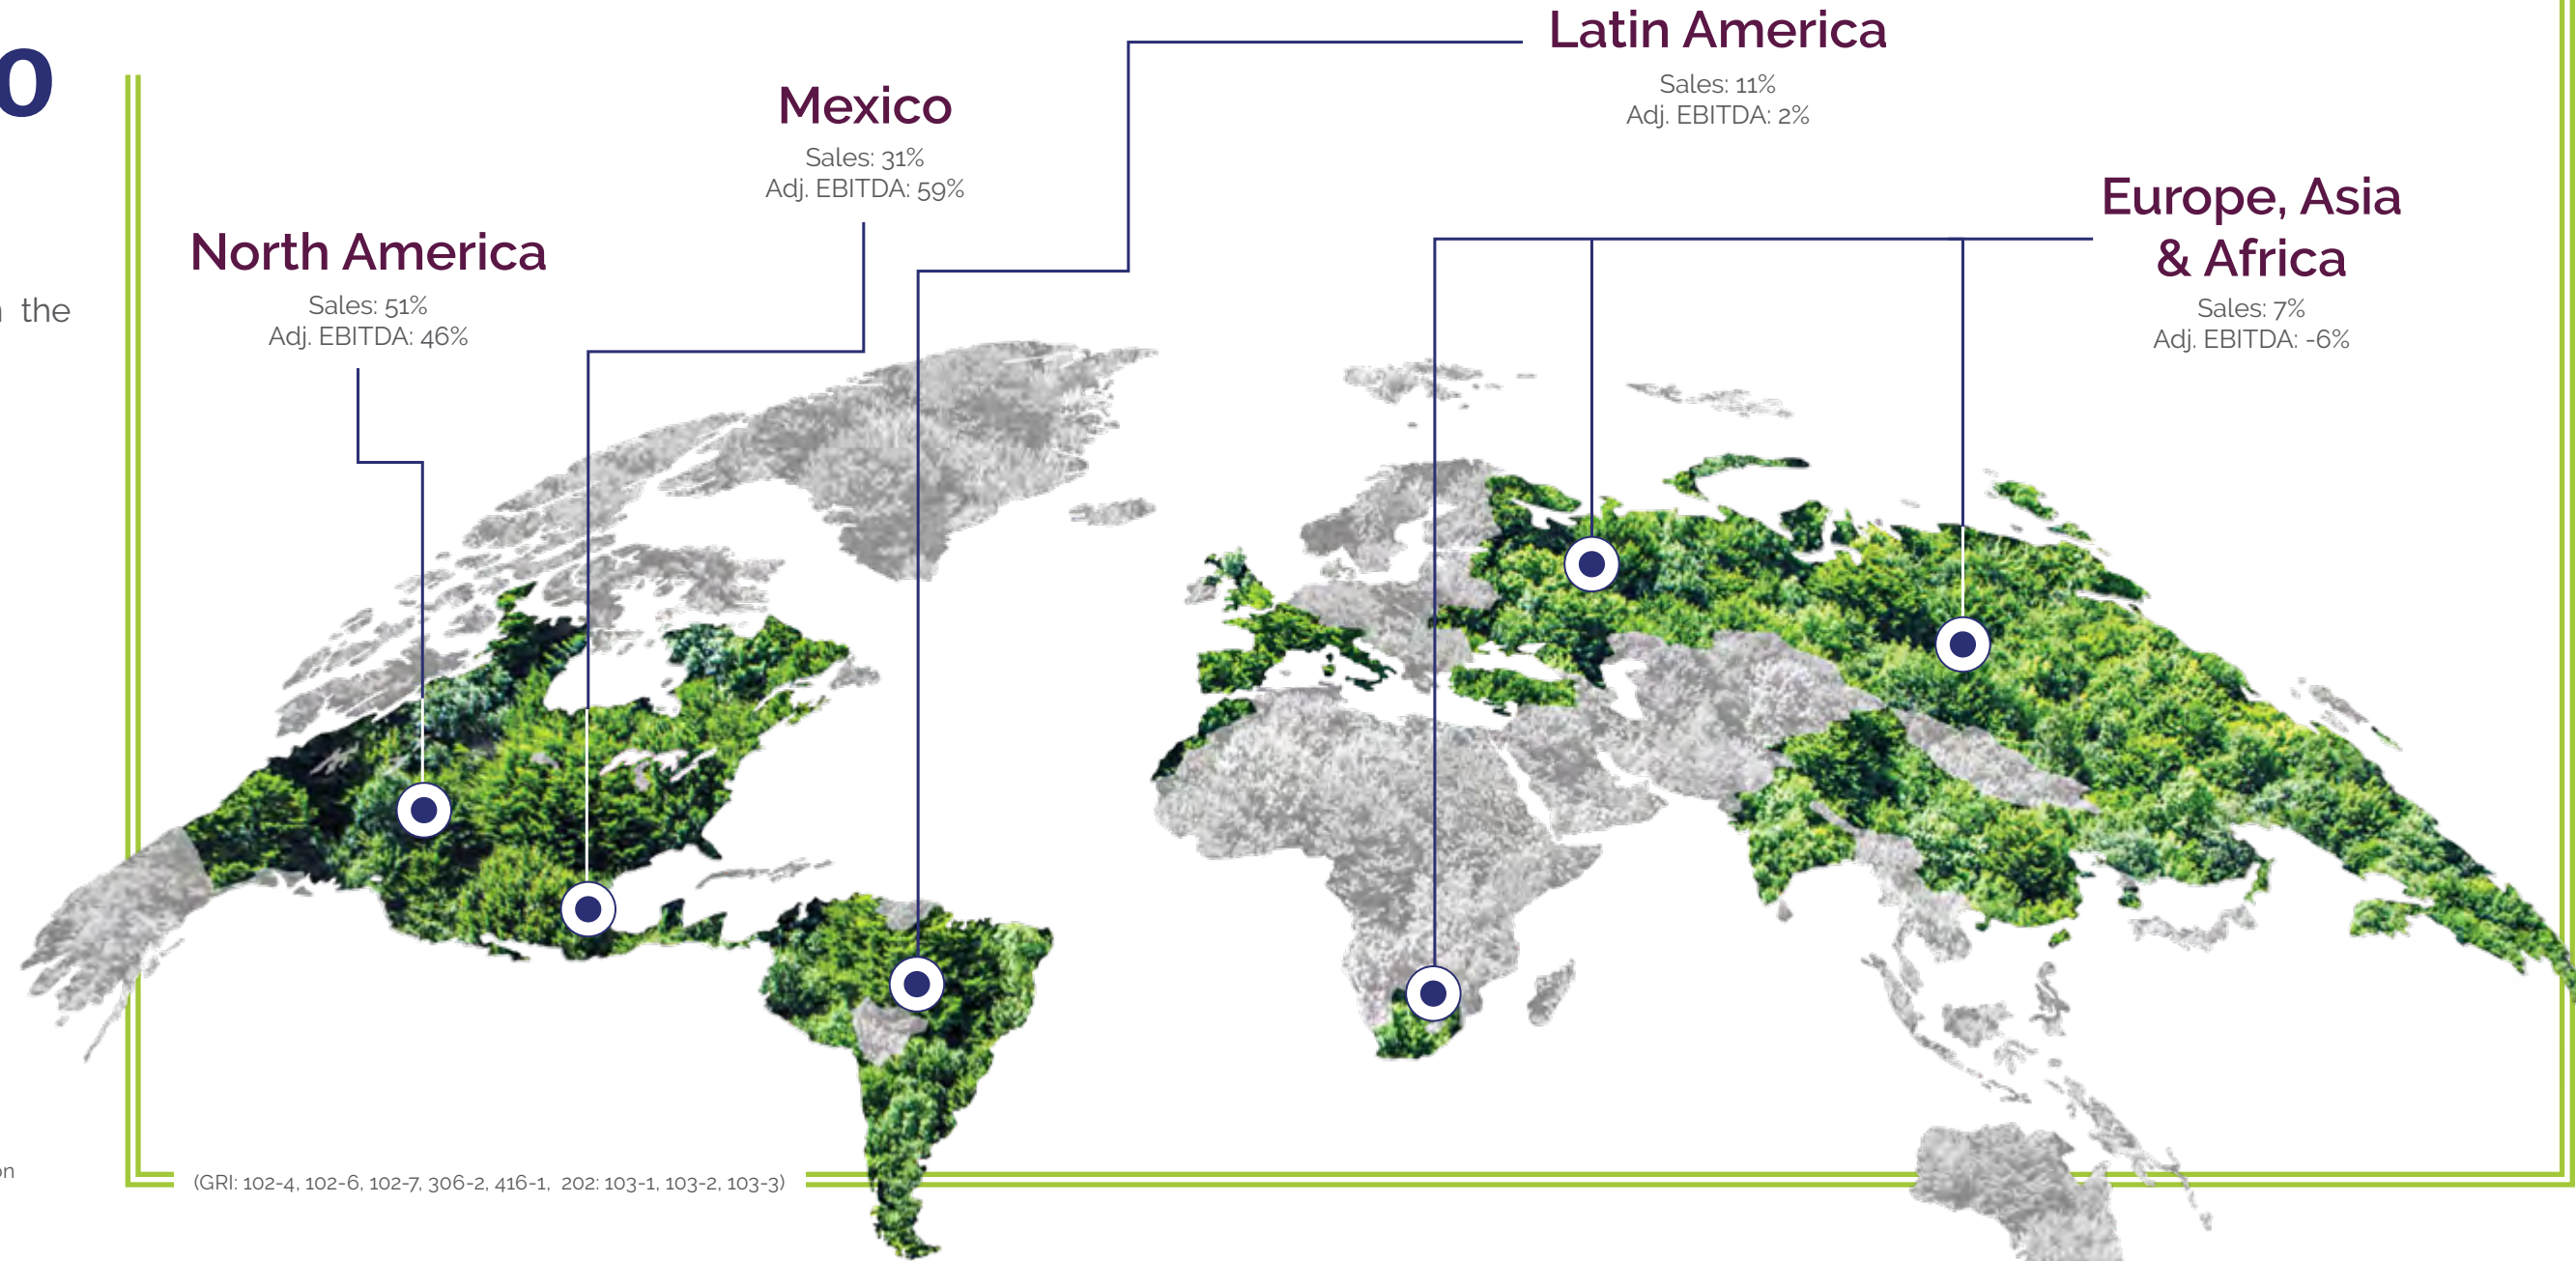 0
the
North America
Sales: 51%
Adj. EBITDA: 46%
Mexico
Sales: 31%
Adj. EBITDA: 59%
Latin America
Sales: 11%
Adj. EBITDA: 2%
Europe, Asia
& Africa
Sales: 7%
Adj. EBITDA: -6%
on
(GRI: 102-4, 102-6, 102-7, 306-2, 416-1, 202: 103-1, 103-2, 103-3)